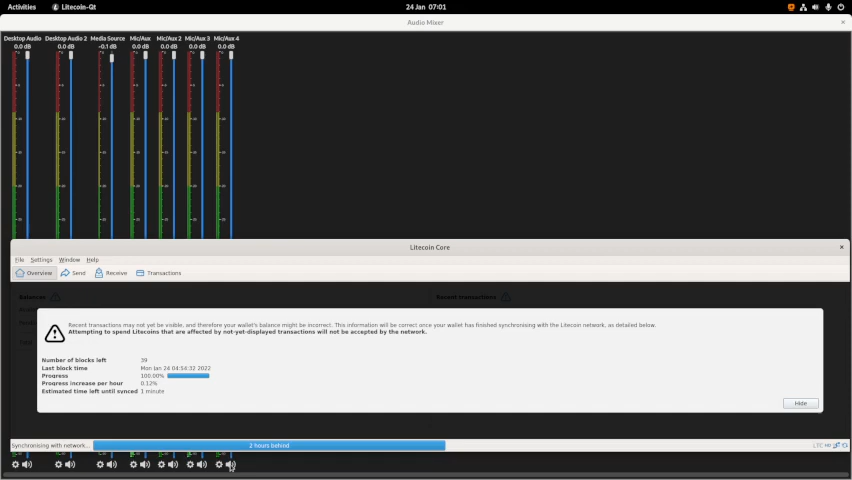 Activities Litecoin-Qt 24 Jan 07:01
Audio Mixer
Desktop Audio Desktop Audio 2 Media Source Mic/Aux Mic/Aux 2 Mic/Aux 3 Mic/Aux 4
0.0 dB 0.0 dB -0.1 dB 0.0 dB 0.0 dB 0.0 dB 0.0 dB
Litecoin Core
File Settings Window Help
Overview Send Receive Transactions
Balances Recent transactions
Recent transactions may not yet be visible, and therefore your wallet's balance might be incorrect. This information will be correct once your wallet has finished synchronising with the Litecoin network, as detailed below.
Attempting to spend Litecoins that are affected by not-yet-displayed transactions will not be accepted by the network.
Number of blocks left 39
Last block time Mon Jan 24 04:54:32 2022
Progress 100.00%
Progress increase per hour 0.12%
Estimated time left until synced 1 minute
Hide
Synchronising with network... 2 hours behind LTC HD